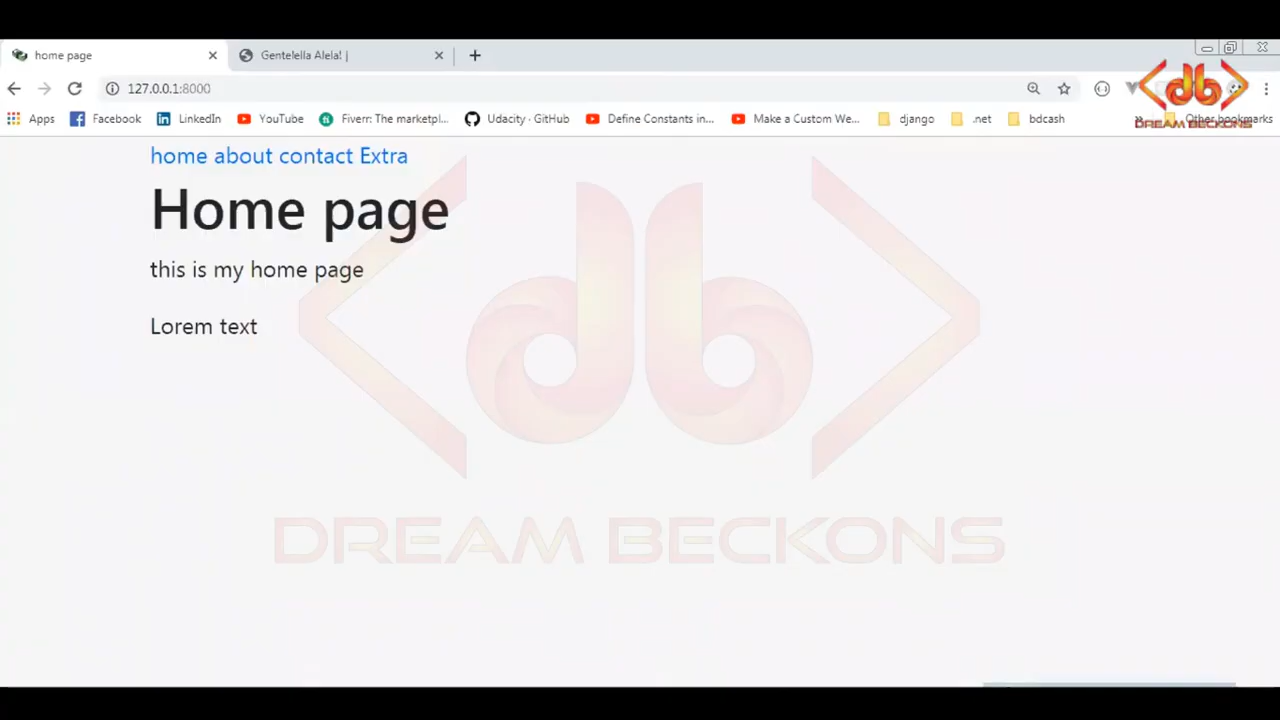 home page
Gentelella Alela! |
127.0.0.1:8000
DREAM BECKONS
Apps
Facebook
LinkedIn
YouTube
Fiverr: The marketpl...
Udacity · GitHub
Define Constants in...
Make a Custom We...
django
.net
bdcash
Other bookmarks
home about contact Extra
Home page
this is my home page
Lorem text
db
DREAM BECKONS